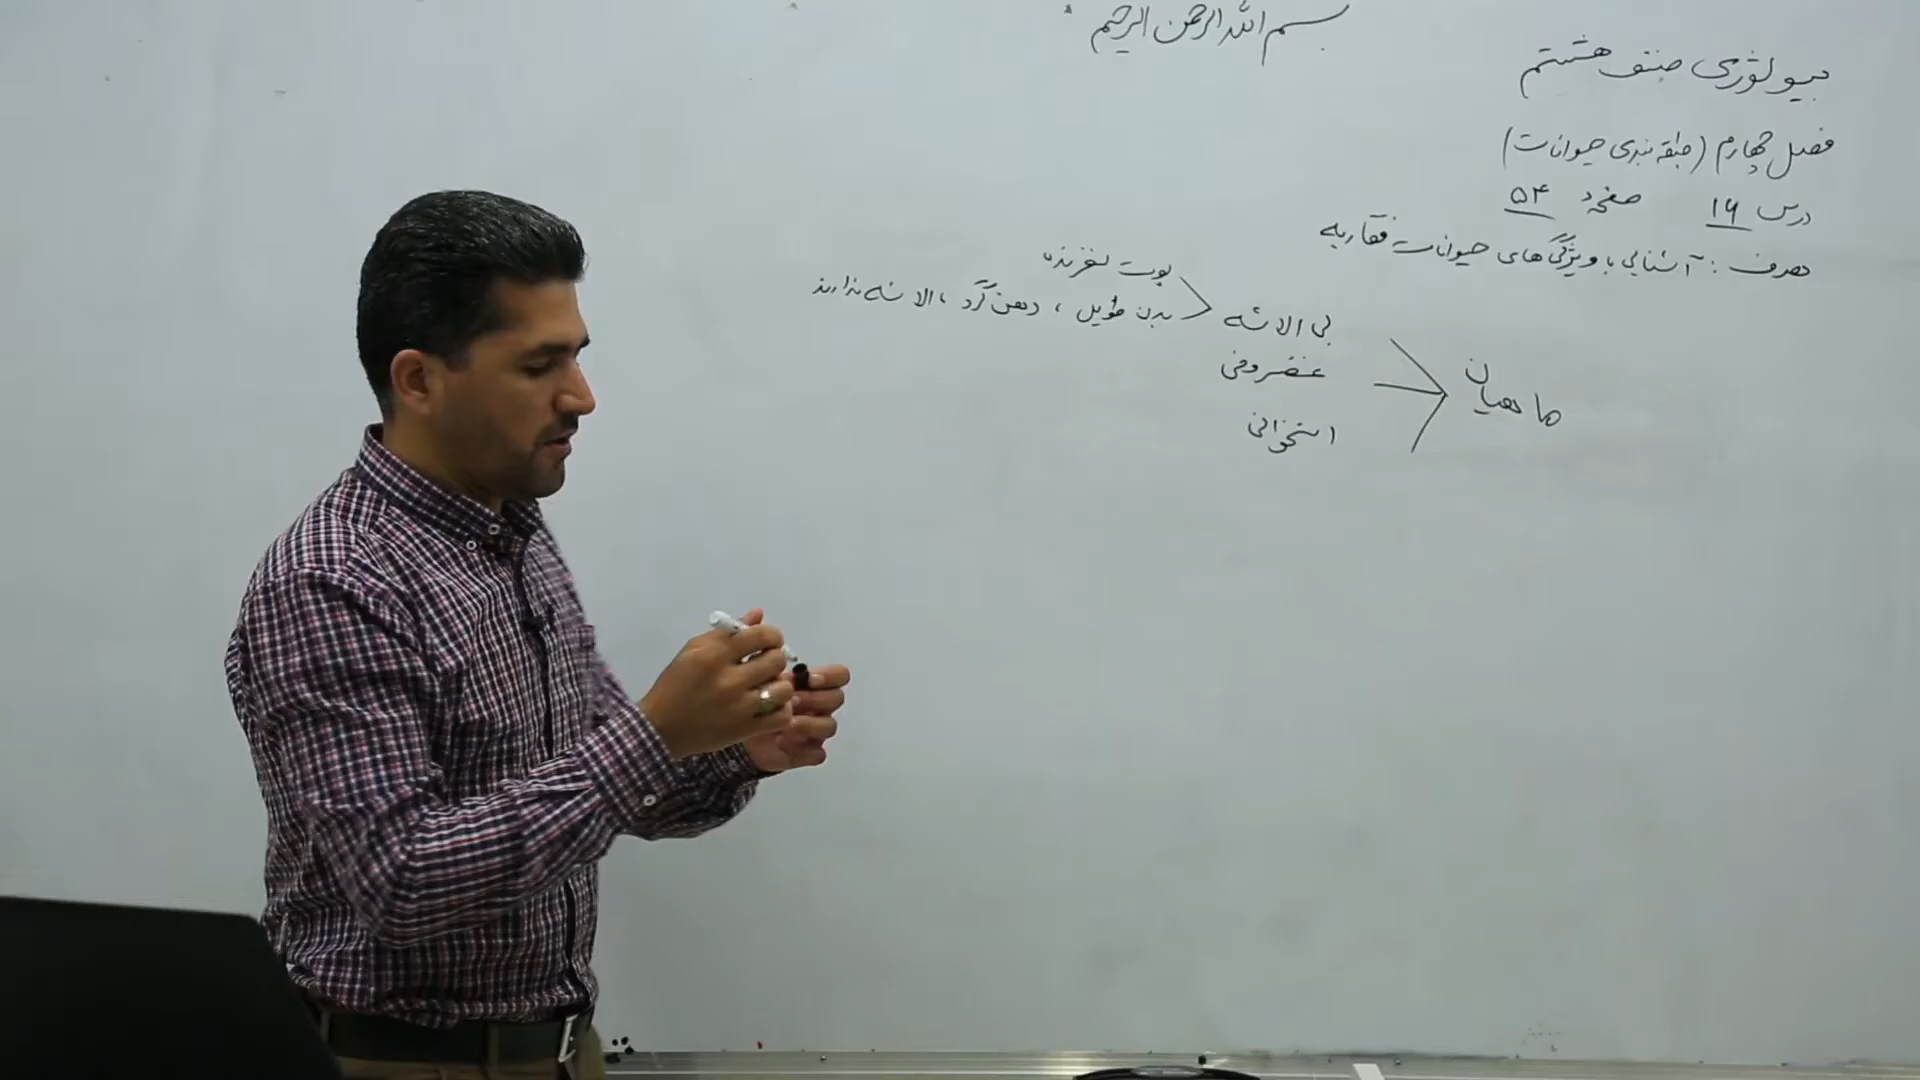 بسم الله الرحمن الرحیم
بیولوژی صنف هشتم
فصل چهارم (طبقه بندی حیوانات)
درس ۱۶ صفحه ۵۴
هدف : آشنایی با ویژگی های حیوانات فقاریه
ماهیان
بی الاشه
پوست لغزنده
بدن طویل ، دهن گرد ، الاشه ندارند
غضروفی
استخوانی